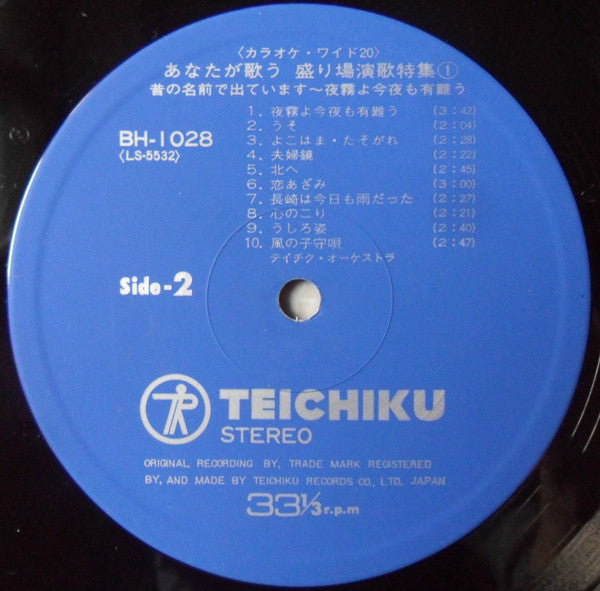 〈カラオケ・ワイド20〉
あなたが歌う 盛り場演歌特集①
昔の名前で出ています〜夜霧よ今夜も有難う
BH-1028
〈LS-5532〉
1. 夜霧よ今夜も有難う (3:42)
2. うそ (2:04)
3. よこはま・たそがれ (2:28)
4. 夫婦鏡 (2:22)
5. 北へ (2:45)
6. 恋あざみ (3:00)
7. 長崎は今日も雨だった (2:27)
8. 心のこり (2:21)
9. うしろ姿 (2:40)
10. 風の子守唄 (2:47)
テイチク・オーケストラ
Side-2
TEICHIKU
STEREO
ORIGINAL RECORDING BY, TRADE MARK REGISTERED
BY, AND MADE BY TEICHIKU RECORDS CO., LTD. JAPAN
33⅓r.p.m